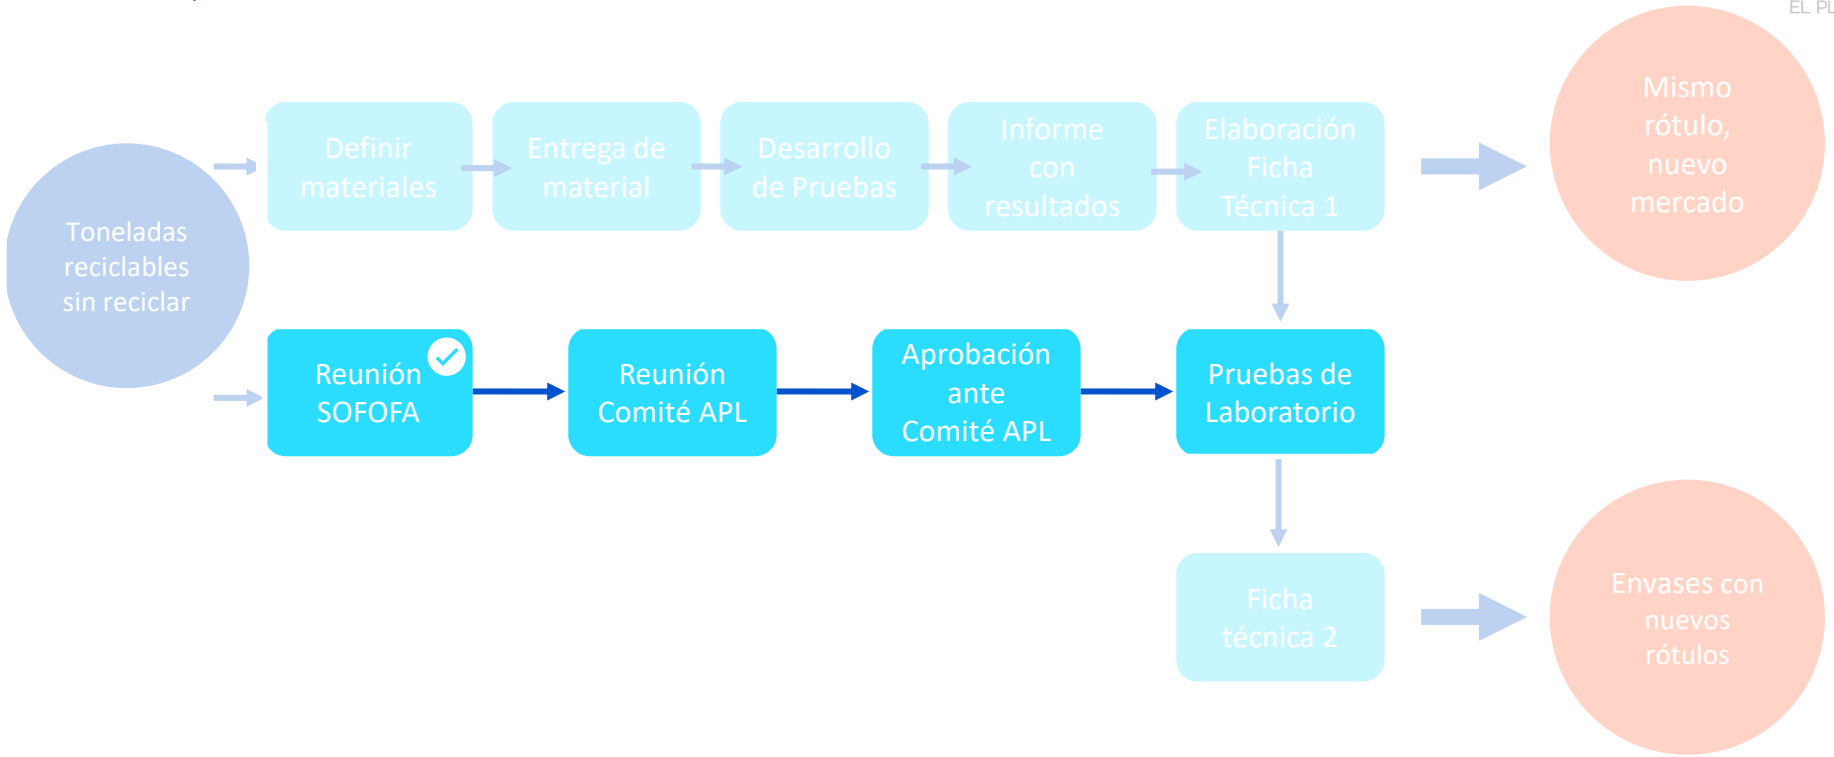 EL PL
Toneladas
reciclables
sin reciclar
Definir
materiales
Entrega de
material
Desarrollo
de Pruebas
Informe
con
resultados
Elaboración
Ficha
Técnica 1
Mismo
rótulo,
nuevo
mercado
Reunión
SOFOFA
Reunión
Comité APL
Aprobación
ante
Comité APL
Pruebas de
Laboratorio
Ficha
técnica 2
Envases con
nuevos
rótulos